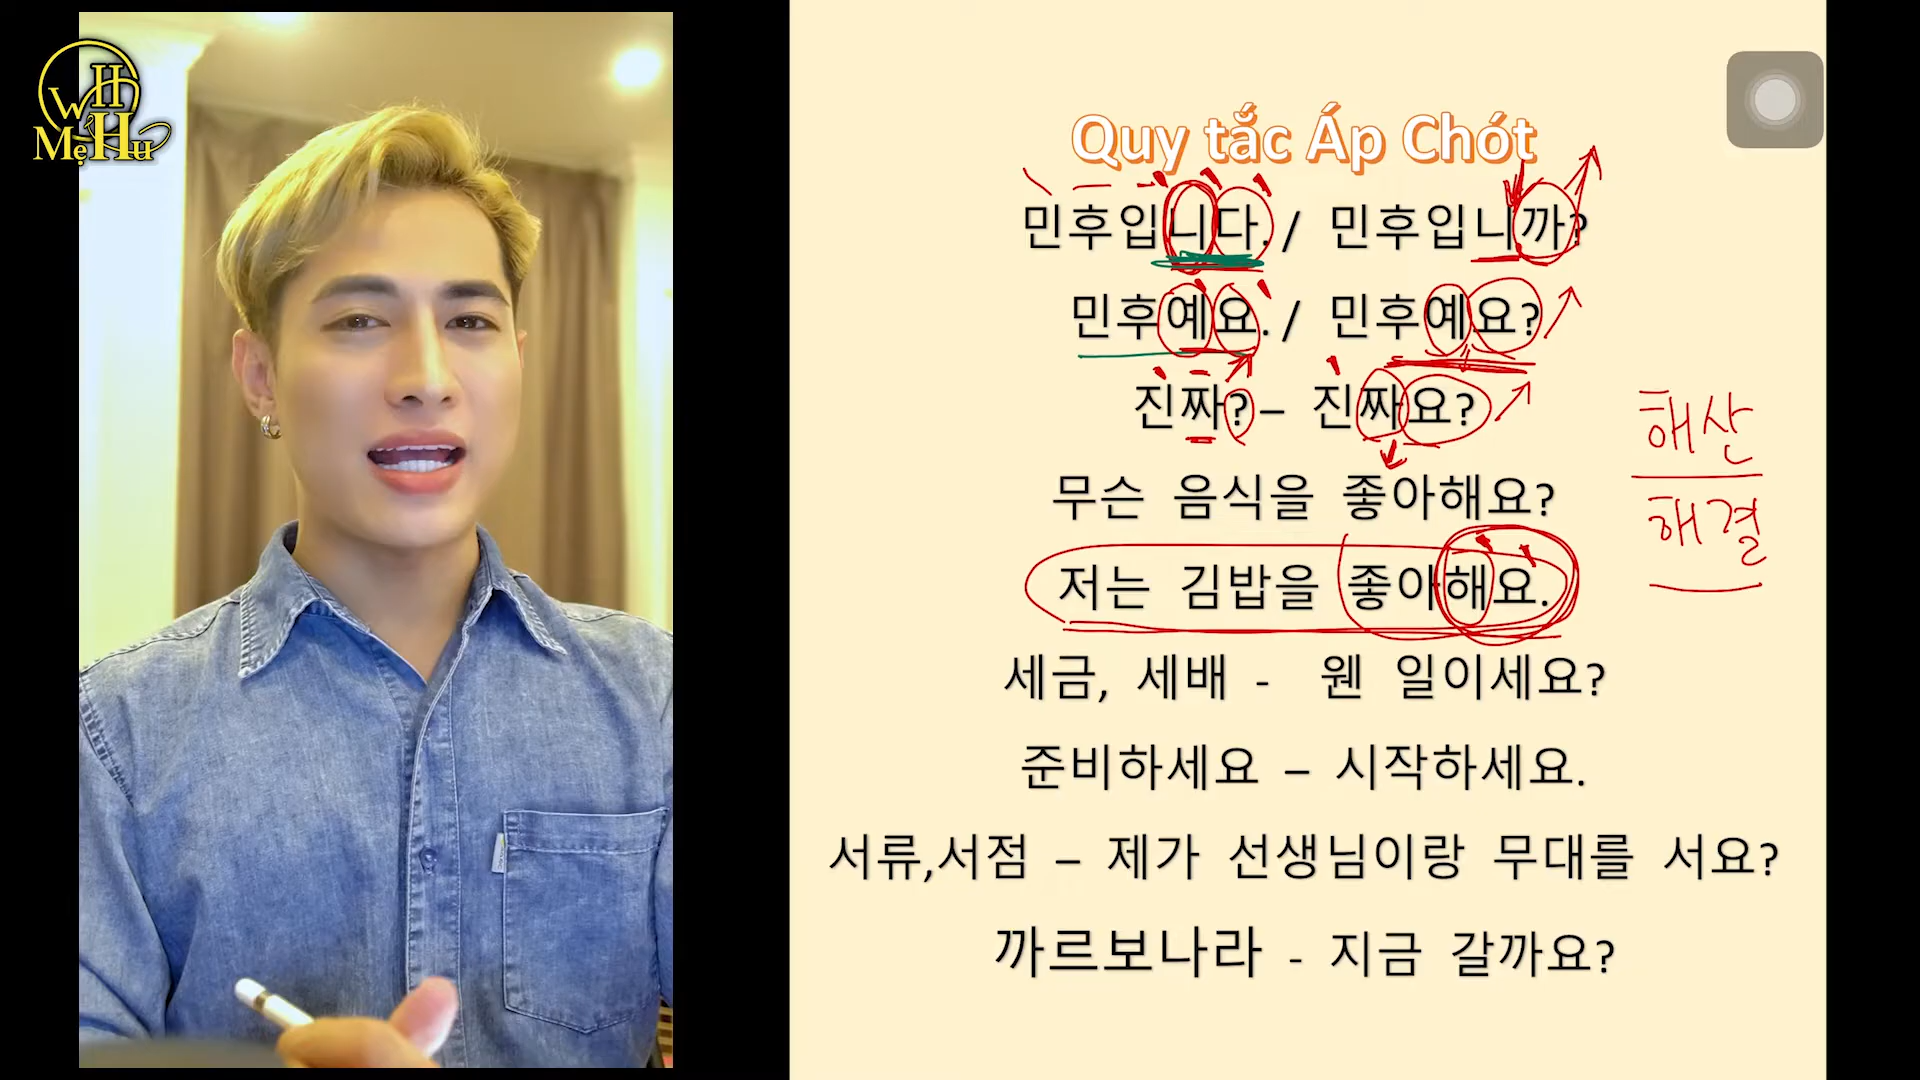 WHH
MẹHu
Quy tắc Áp Chót
민후입니다. / 민후입니까?
민후예요. / 민후예요?
진짜? – 진짜요?
무슨 음식을 좋아해요?
저는 김밥을 좋아해요.
세금, 세배 - 웬 일이세요?
준비하세요 – 시작하세요.
서류,서점 – 제가 선생님이랑 무대를 서요?
까르보나라 - 지금 갈까요?
해산
해결